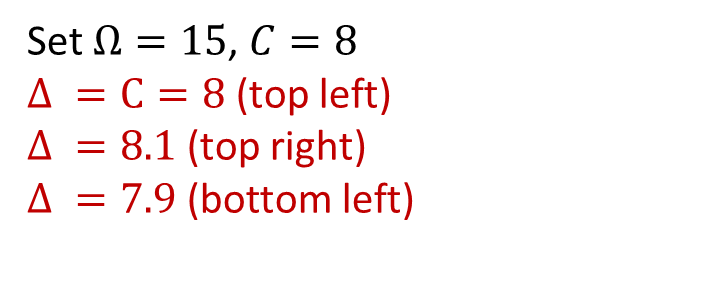 Set Ω = 15, C = 8
Δ = C = 8 (top left)
Δ = 8.1 (top right)
Δ = 7.9 (bottom left)